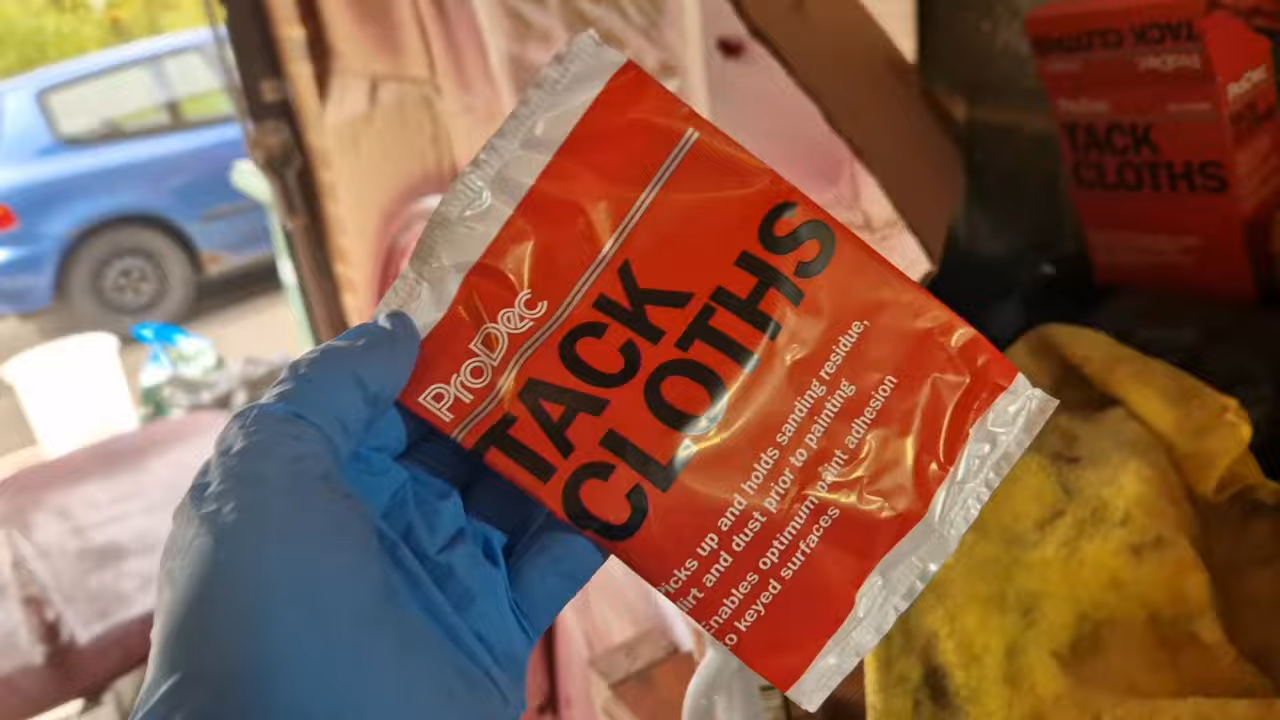 ProDec
TACK
CLOTHS
Picks up and holds sanding residue,
dirt and dust prior to painting
Enables optimum paint adhesion
to keyed surfaces
TACK CLOTHS
ProDec
TACK
CLOTHS
ProDec